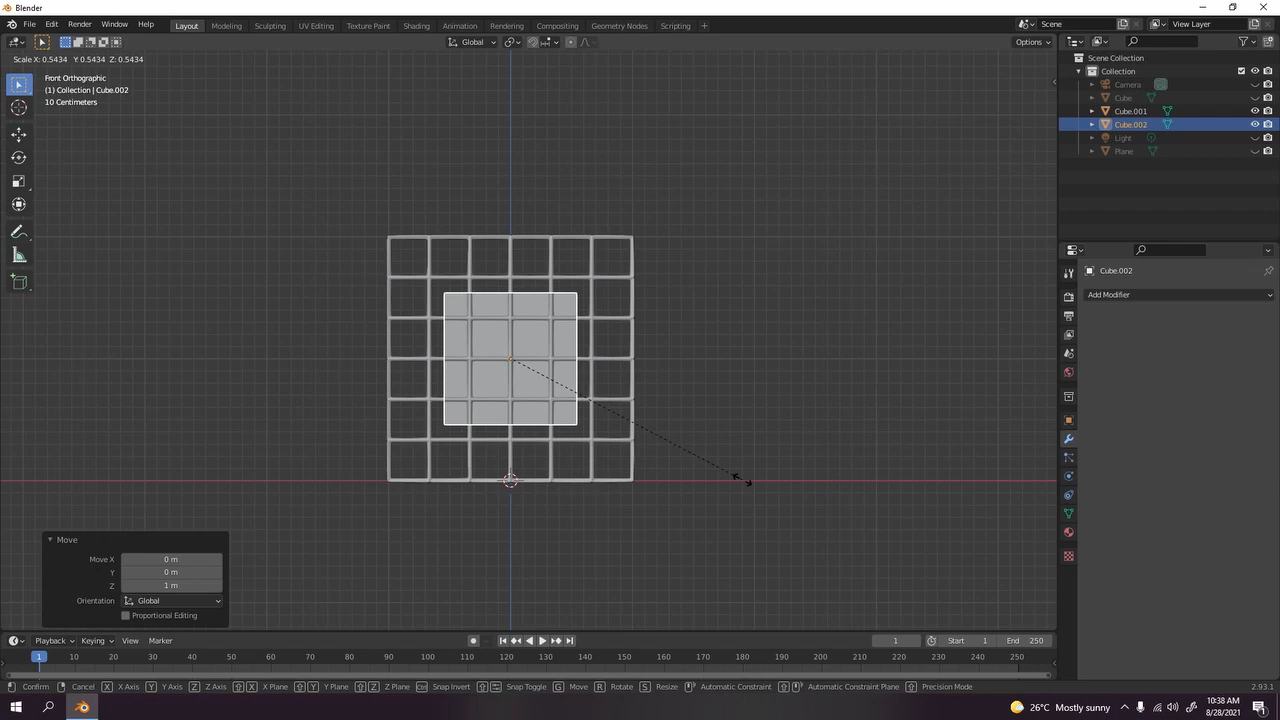 Blender
File Edit Render Window Help
Layout Modeling Sculpting UV Editing Texture Paint Shading Animation Rendering Compositing Geometry Nodes Scripting +
Scene
View Layer
Global
Options
Scale X: 0.5434 Y: 0.5434 Z: 0.5434
Front Orthographic
(1) Collection | Cube.002
10 Centimeters
Scene Collection
Collection
Camera
Cube
Cube.001
Cube.002
Light
Plane
Cube.002
Add Modifier
Move
Move X 0 m
Y 0 m
Z 1 m
Orientation Global
Proportional Editing
Playback Keying View Marker
1 Start 1 End 250
1 10 20 30 40 50 60 70 80 90 100 110 120 130 140 150 160 170 180 190 200 210 220 230 240 250
Confirm Cancel X X Axis Y Y Axis Z Z Axis X X Plane Y Y Plane Z Z Plane Ctrl Snap Invert Snap Toggle G Move R Rotate S Resize Automatic Constraint Automatic Constraint Plane Precision Mode
2.93.1
26°C Mostly sunny
10:38 AM
8/28/2021